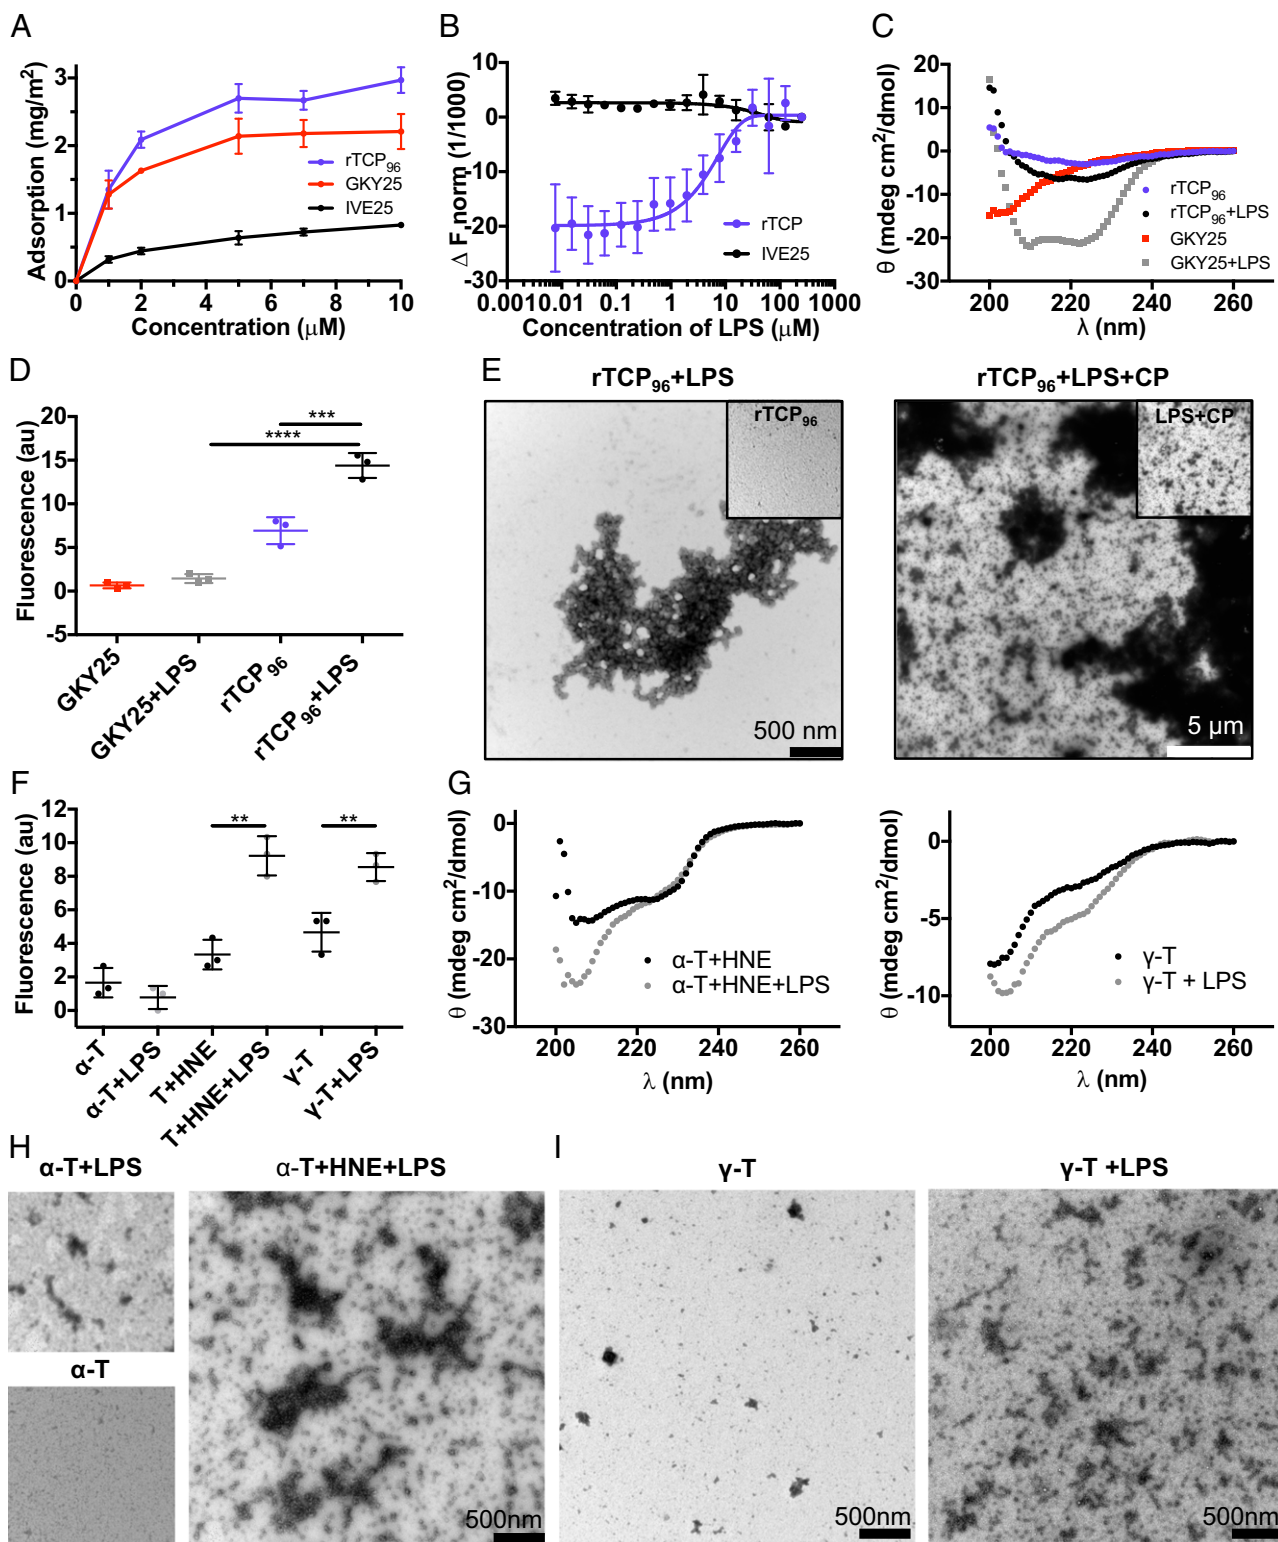 A
Adsorption (mg/m²)
3
2
1
0
0 2 4 6 8 10
Concentration (μM)
rTCP₉₆
GKY25
IVE25
B
Δ F norm (1/1000)
10
0
-10
-20
-30
0.001 0.01 0.1 1 10 100 1000
Concentration of LPS (μM)
rTCP
IVE25
C
θ (mdeg cm²/dmol)
20
10
0
-10
-20
-30
200 220 240 260
λ (nm)
rTCP₉₆
rTCP₉₆+LPS
GKY25
GKY25+LPS
D
Fluorescence (au)
20
15
10
5
0
-5
***
****
GKY25
GKY25+LPS
rTCP₉₆
rTCP₉₆+LPS
E
rTCP₉₆+LPS
rTCP₉₆
500 nm
rTCP₉₆+LPS+CP
LPS+CP
5 μm
F
Fluorescence (au)
12
10
8
6
4
2
0
**
**
α-T
α-T+LPS
T+HNE
T+HNE+LPS
γ-T
γ-T+LPS
G
θ (mdeg cm²/dmol)
0
-10
-20
-30
200 220 240 260
λ (nm)
α-T+HNE
α-T+HNE+LPS
θ (mdeg cm²/dmol)
0
-5
-10
200 220 240 260
λ (nm)
γ-T
γ-T + LPS
H
α-T+LPS
α-T
α-T+HNE+LPS
500nm
I
γ-T
500nm
γ-T +LPS
500nm